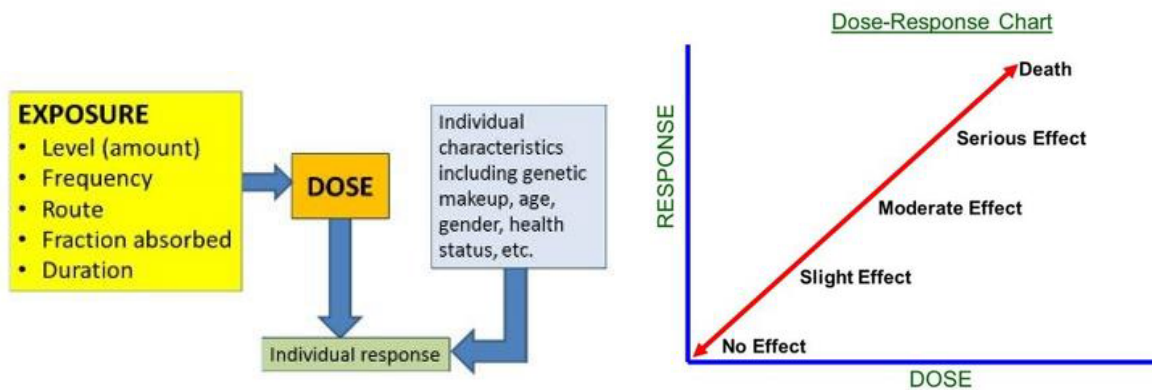 EXPOSURE
• Level (amount)
• Frequency
• Route
• Fraction absorbed
• Duration
DOSE
Individual
characteristics
including genetic
makeup, age,
gender, health
status, etc.
Individual response
Dose-Response Chart
RESPONSE
Death
Serious Effect
Moderate Effect
Slight Effect
No Effect
DOSE